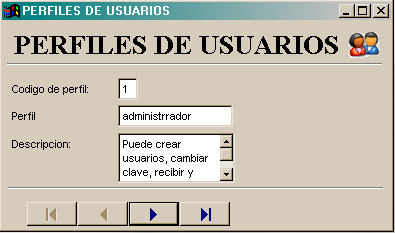 PERFILES DE USUARIOS
PERFILES DE USUARIOS
Codigo de perfil: 1
Perfil administrrador
Descripcion: Puede crear
usuarios, cambiar
clave, recibir y